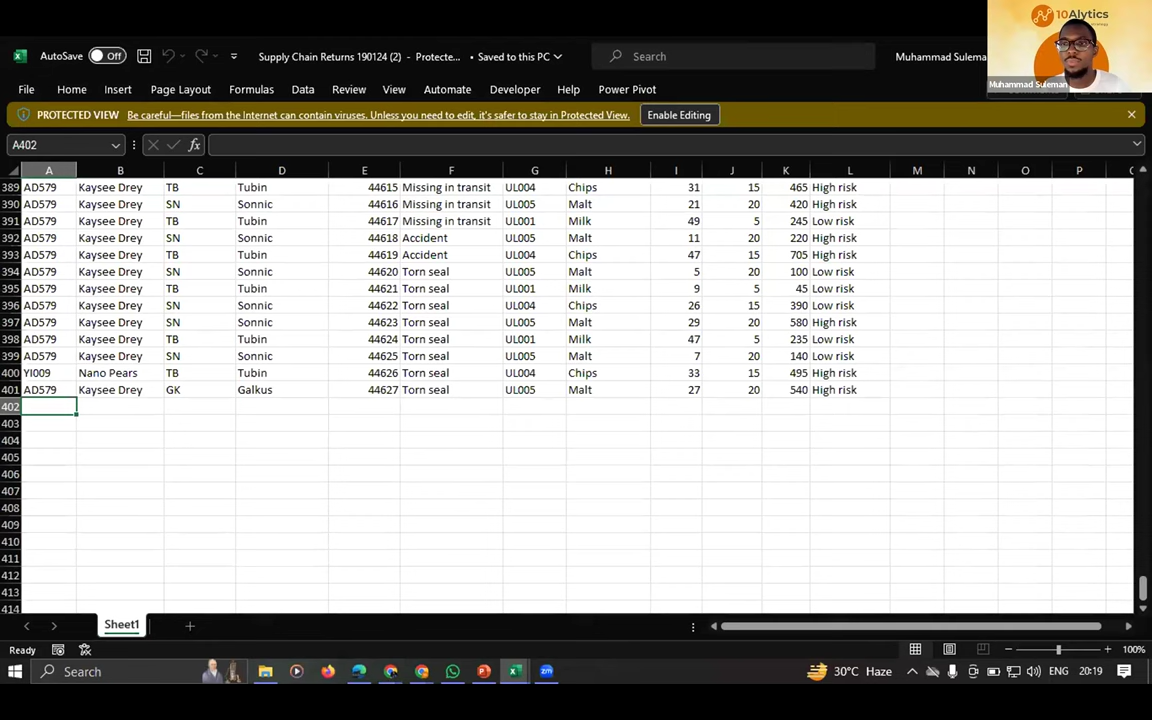 10Alytics
AutoSave Off Supply Chain Returns 190124 (2) - Protecte... • Saved to this PC Search Muhammad Sulema
Muhammad Suleman
File Home Insert Page Layout Formulas Data Review View Automate Developer Help Power Pivot
PROTECTED VIEW Be careful—files from the Internet can contain viruses. Unless you need to edit, it's safer to stay in Protected View. Enable Editing
A402 fx
A B C D E F G H I J K L M N O P
389 AD579 Kaysee Drey TB Tubin 44615 Missing in transit UL004 Chips 31 15 465 High risk
390 AD579 Kaysee Drey SN Sonnic 44616 Missing in transit UL005 Malt 21 20 420 High risk
391 AD579 Kaysee Drey TB Tubin 44617 Missing in transit UL001 Milk 49 5 245 Low risk
392 AD579 Kaysee Drey SN Sonnic 44618 Accident UL005 Malt 11 20 220 High risk
393 AD579 Kaysee Drey TB Tubin 44619 Accident UL004 Chips 47 15 705 High risk
394 AD579 Kaysee Drey SN Sonnic 44620 Torn seal UL005 Malt 5 20 100 Low risk
395 AD579 Kaysee Drey TB Tubin 44621 Torn seal UL001 Milk 9 5 45 Low risk
396 AD579 Kaysee Drey SN Sonnic 44622 Torn seal UL004 Chips 26 15 390 Low risk
397 AD579 Kaysee Drey SN Sonnic 44623 Torn seal UL005 Malt 29 20 580 High risk
398 AD579 Kaysee Drey TB Tubin 44624 Torn seal UL001 Milk 47 5 235 Low risk
399 AD579 Kaysee Drey SN Sonnic 44625 Torn seal UL005 Malt 7 20 140 Low risk
400 YI009 Nano Pears TB Tubin 44626 Torn seal UL004 Chips 33 15 495 High risk
401 AD579 Kaysee Drey GK Galkus 44627 Torn seal UL005 Malt 27 20 540 High risk
402
403
404
405
406
407
408
409
410
411
412
413
414
Sheet1
Ready 100%
Search 30°C Haze ENG 20:19